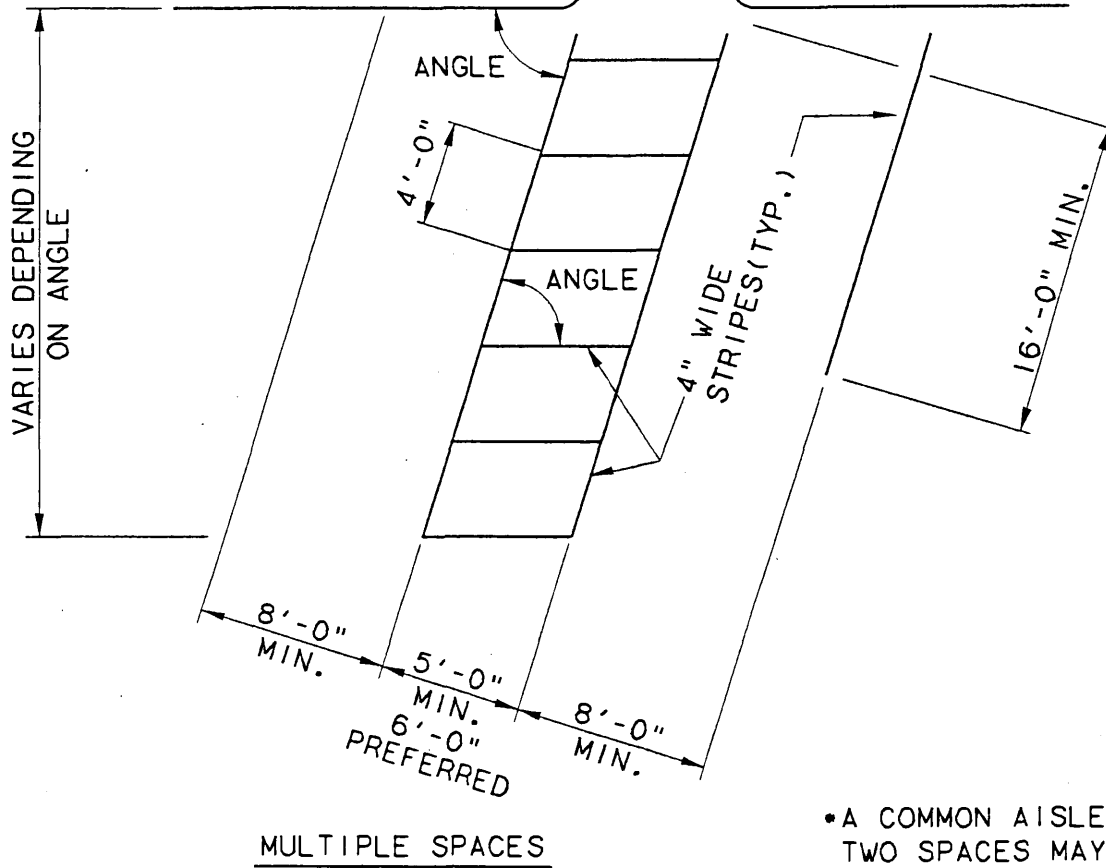 ANGLE
VARIES DEPENDING
ON ANGLE
4'-0"
ANGLE
4" WIDE
STRIPES(TYP.)
16'-0" MIN.
8'-0"
MIN.
5'-0"
MIN.
6'-0"
PREFERRED
8'-0"
MIN.
MULTIPLE SPACES
•A COMMON AISLE
TWO SPACES MAY